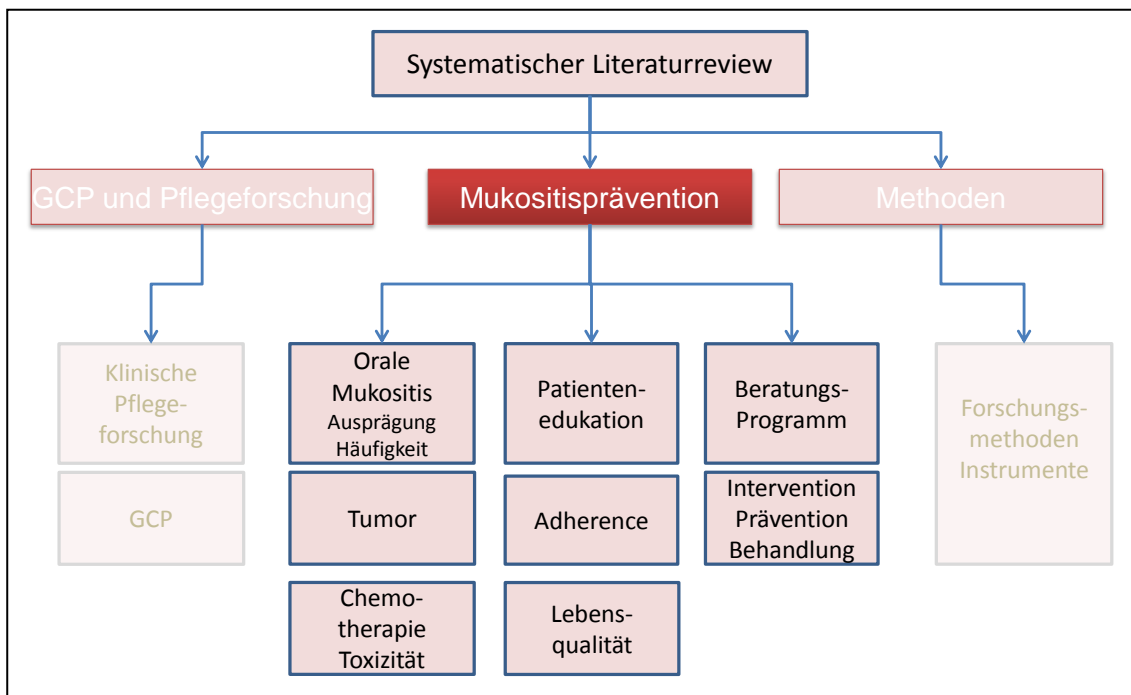 Systematischer Literaturreview
GCP und Pflegeforschung
Mukositisprävention
Methoden
Klinische
Pflege-
forschung
GCP
Orale
Mukositis
Ausprägung
Häufigkeit
Tumor
Chemo-
therapie
Toxizität
Patienten-
edukation
Adherence
Lebens-
qualität
Beratungs-
Programm
Intervention
Prävention
Behandlung
Forschungs-
methoden
Instrumente